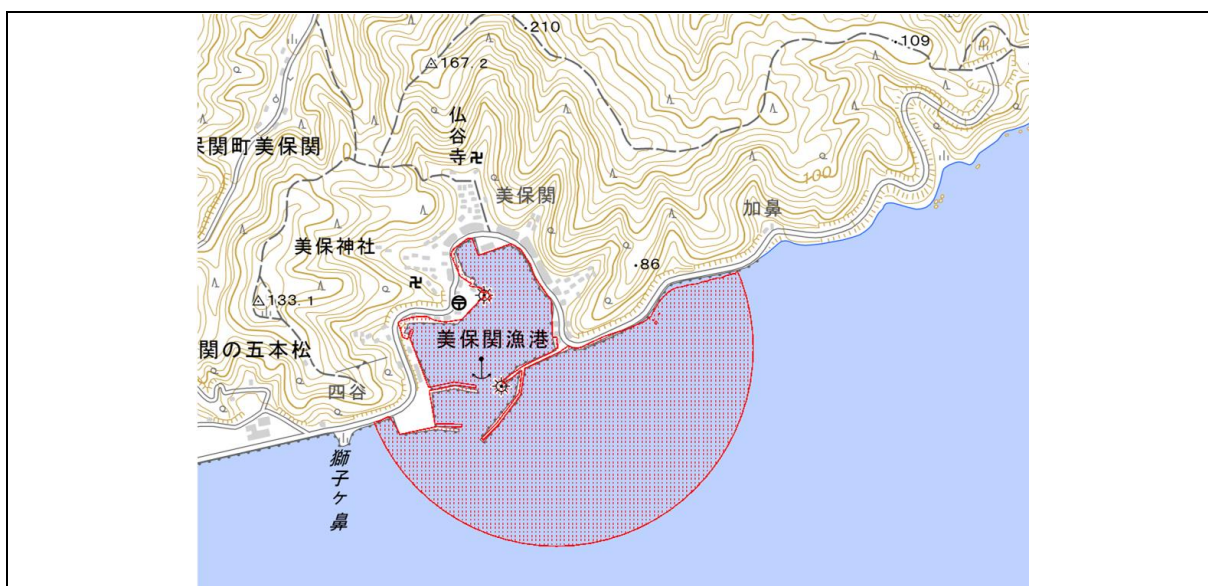 ・210
・109
167.2
仏谷寺
保関町美保関
美保関
100
加鼻
美保神社
・86
133.1
美保関漁港
関の五本松
四谷
獅子ケ鼻